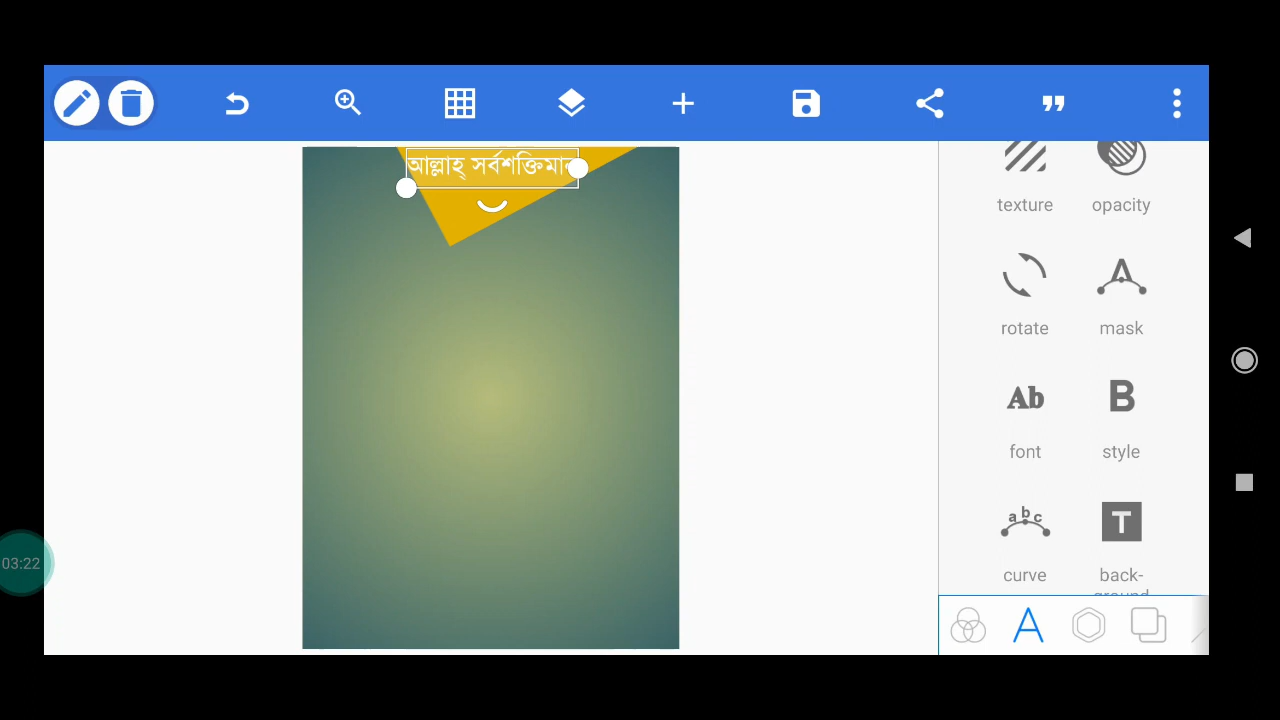 আল্লাহ্ সর্বশক্তিমান
texture opacity
rotate mask
Ab B
font style
abc T
curve back-
03:22
A